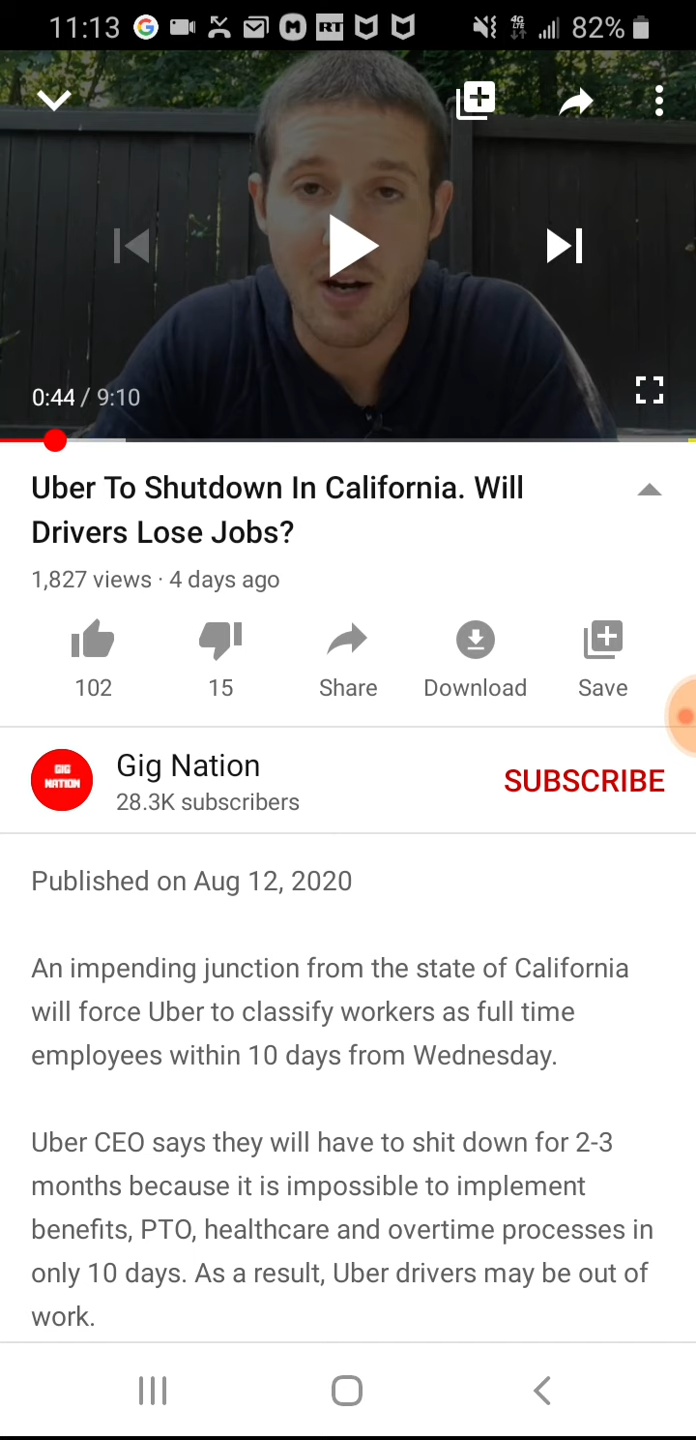 11:13
RT
4G
LTE
82%
0:44 / 9:10
Uber To Shutdown In California. Will
Drivers Lose Jobs?
1,827 views · 4 days ago
102
15
Share
Download
Save
GIG
NATION
Gig Nation
28.3K subscribers
SUBSCRIBE
Published on Aug 12, 2020
An impending junction from the state of California
will force Uber to classify workers as full time
employees within 10 days from Wednesday.
Uber CEO says they will have to shit down for 2-3
months because it is impossible to implement
benefits, PTO, healthcare and overtime processes in
only 10 days. As a result, Uber drivers may be out of
work.